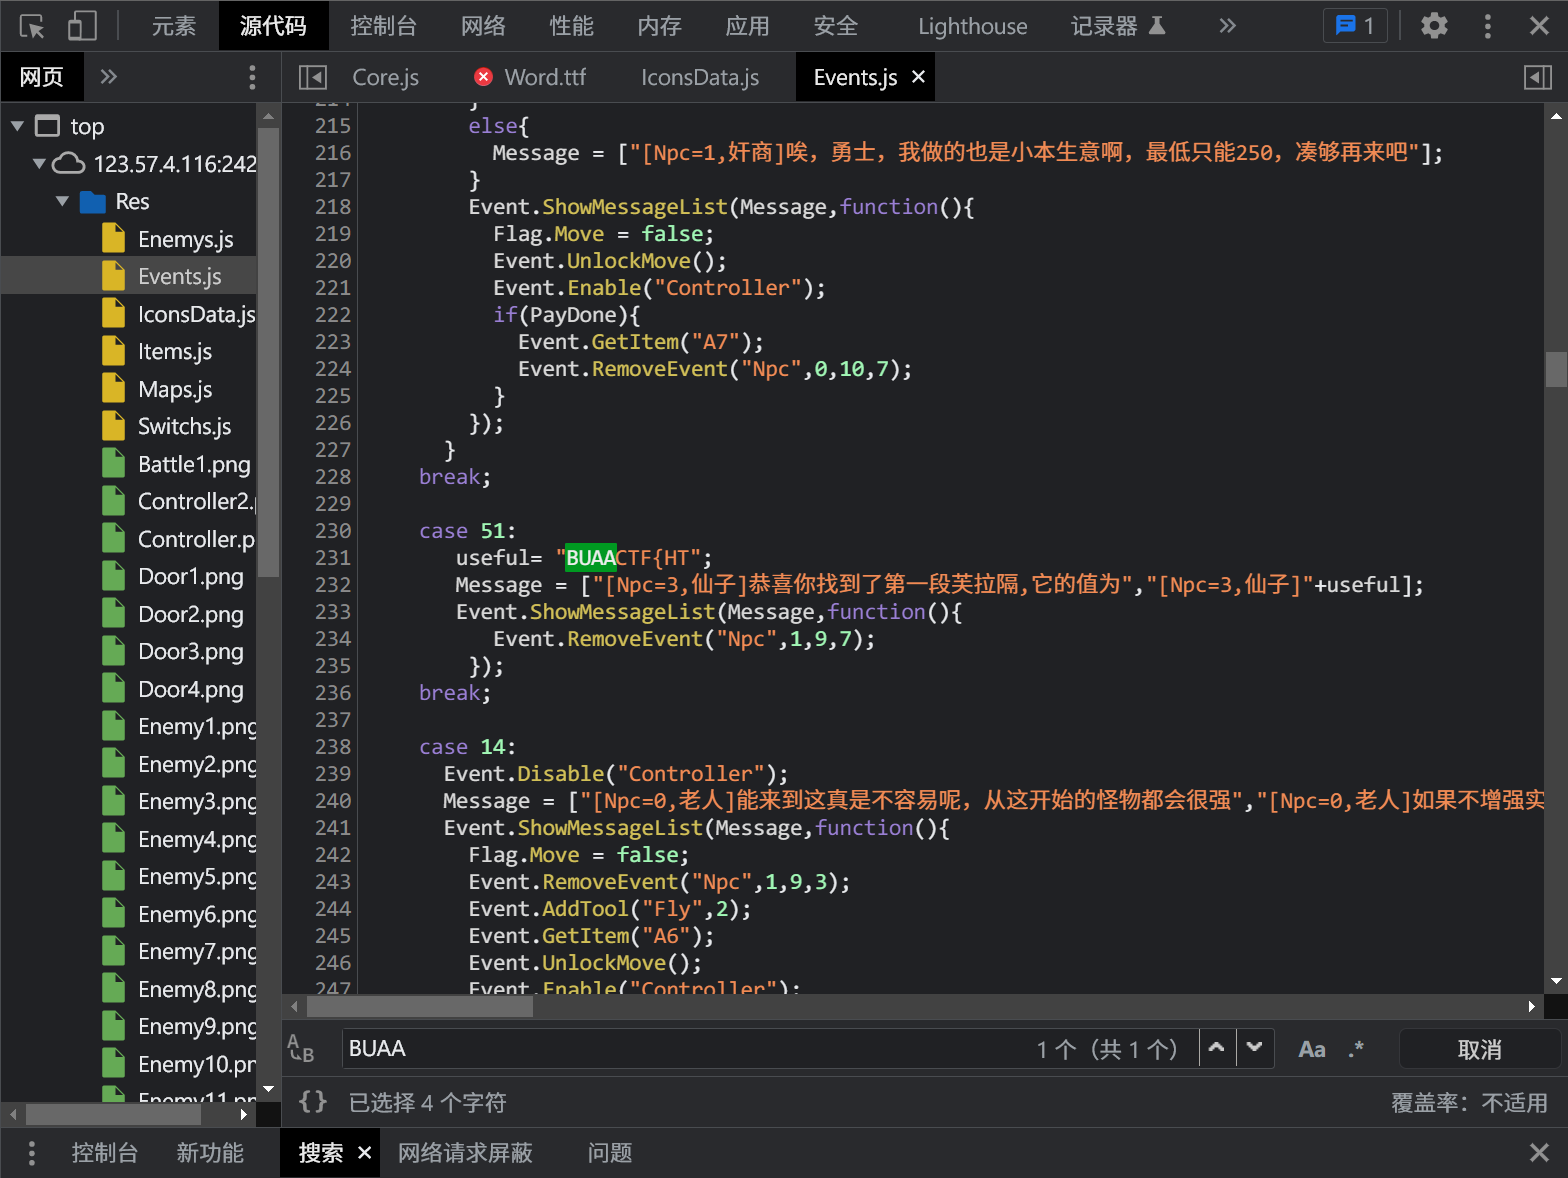 元素 源代码 控制台 网络 性能 内存 应用 安全 Lighthouse 记录器 » 1
网页 » Core.js Word.ttf IconsData.js Events.js ×
top
123.57.4.116:242
Res
Enemys.js
Events.js
IconsData.js
Items.js
Maps.js
Switchs.js
Battle1.png
Controller2.p
Controller.p
Door1.png
Door2.png
Door3.png
Door4.png
Enemy1.png
Enemy2.png
Enemy3.png
Enemy4.png
Enemy5.png
Enemy6.png
Enemy7.png
Enemy8.png
Enemy9.png
Enemy10.pn
Enemy11.pn
214 }
215 else{
216 Message = ["[Npc=1,奸商]唉，勇士，我做的也是小本生意啊，最低只能250，凑够再来吧"];
217 }
218 Event.ShowMessageList(Message,function(){
219 Flag.Move = false;
220 Event.UnlockMove();
221 Event.Enable("Controller");
222 if(PayDone){
223 Event.GetItem("A7");
224 Event.RemoveEvent("Npc",0,10,7);
225 }
226 });
227 }
228 break;
229
230 case 51:
231 useful= "BUAACTF{HT";
232 Message = ["[Npc=3,仙子]恭喜你找到了第一段芙拉隔,它的值为","[Npc=3,仙子]"+useful];
233 Event.ShowMessageList(Message,function(){
234 Event.RemoveEvent("Npc",1,9,7);
235 });
236 break;
237
238 case 14:
239 Event.Disable("Controller");
240 Message = ["[Npc=0,老人]能来到这真是不容易呢，从这开始的怪物都会很强","[Npc=0,老人]如果不增强实
241 Event.ShowMessageList(Message,function(){
242 Flag.Move = false;
243 Event.RemoveEvent("Npc",1,9,3);
244 Event.AddTool("Fly",2);
245 Event.GetItem("A6");
246 Event.UnlockMove();
247 Event.Enable("Controller");
BUAA 1 个（共 1 个） Aa .* 取消
{} 已选择 4 个字符 覆盖率：不适用
控制台 新功能 搜索 × 网络请求屏蔽 问题